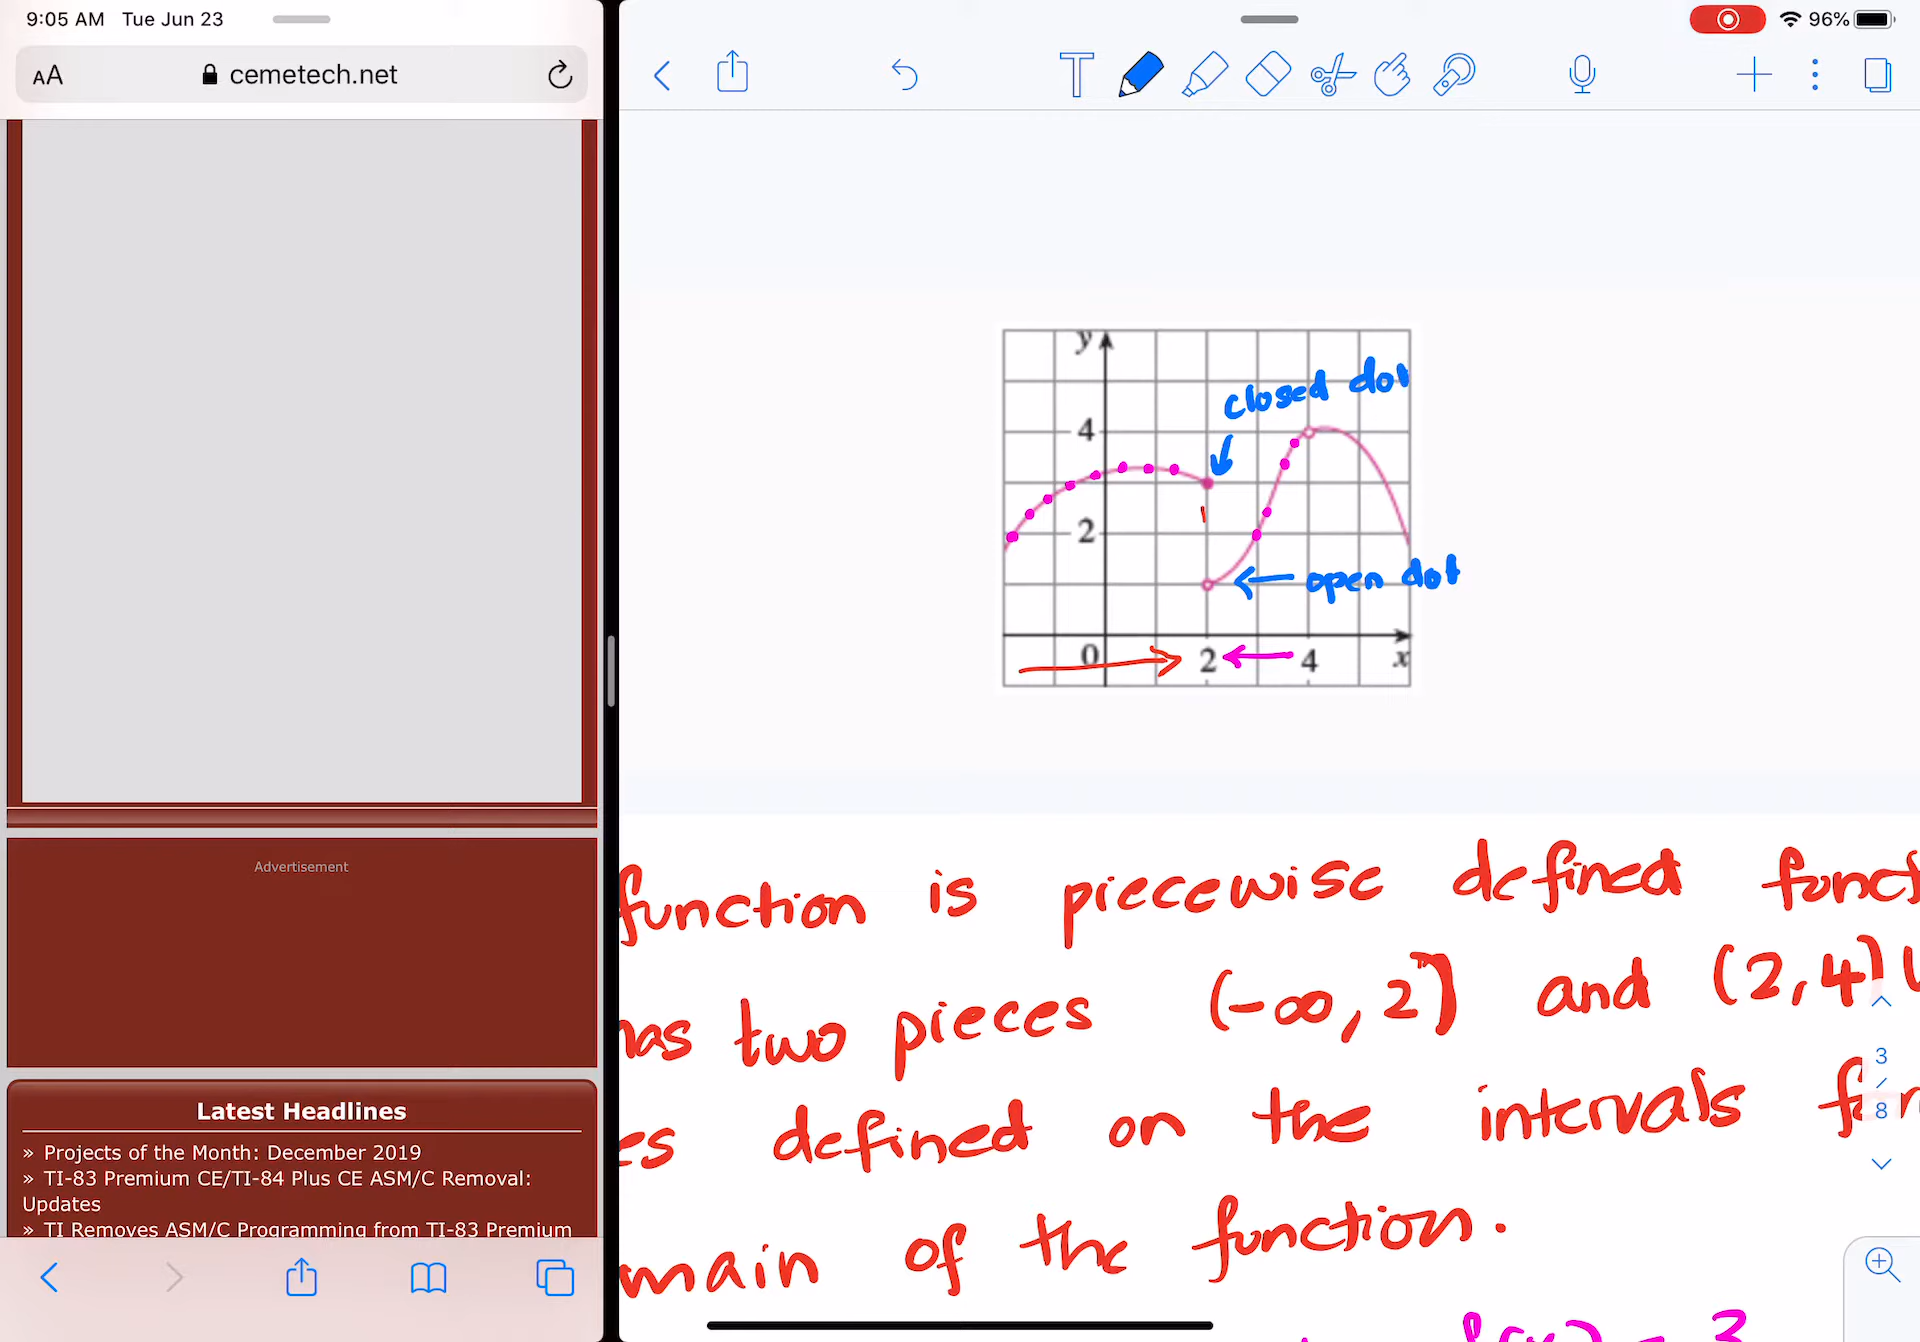 9:05 AM Tue Jun 23
96%
AA cemetech.net
T
Advertisement
Latest Headlines
» Projects of the Month: December 2019
» TI-83 Premium CE/TI-84 Plus CE ASM/C Removal:
Updates
» TI Removes ASM/C Programming from TI-83 Premium
y
closed dot
4
2
open dot
0 2 4 x
function is piecewise defined funct
has two pieces (-∞, 2] and (2,4) U
es defined on the intervals
main of the function.
3
/
8
f(x) = 3